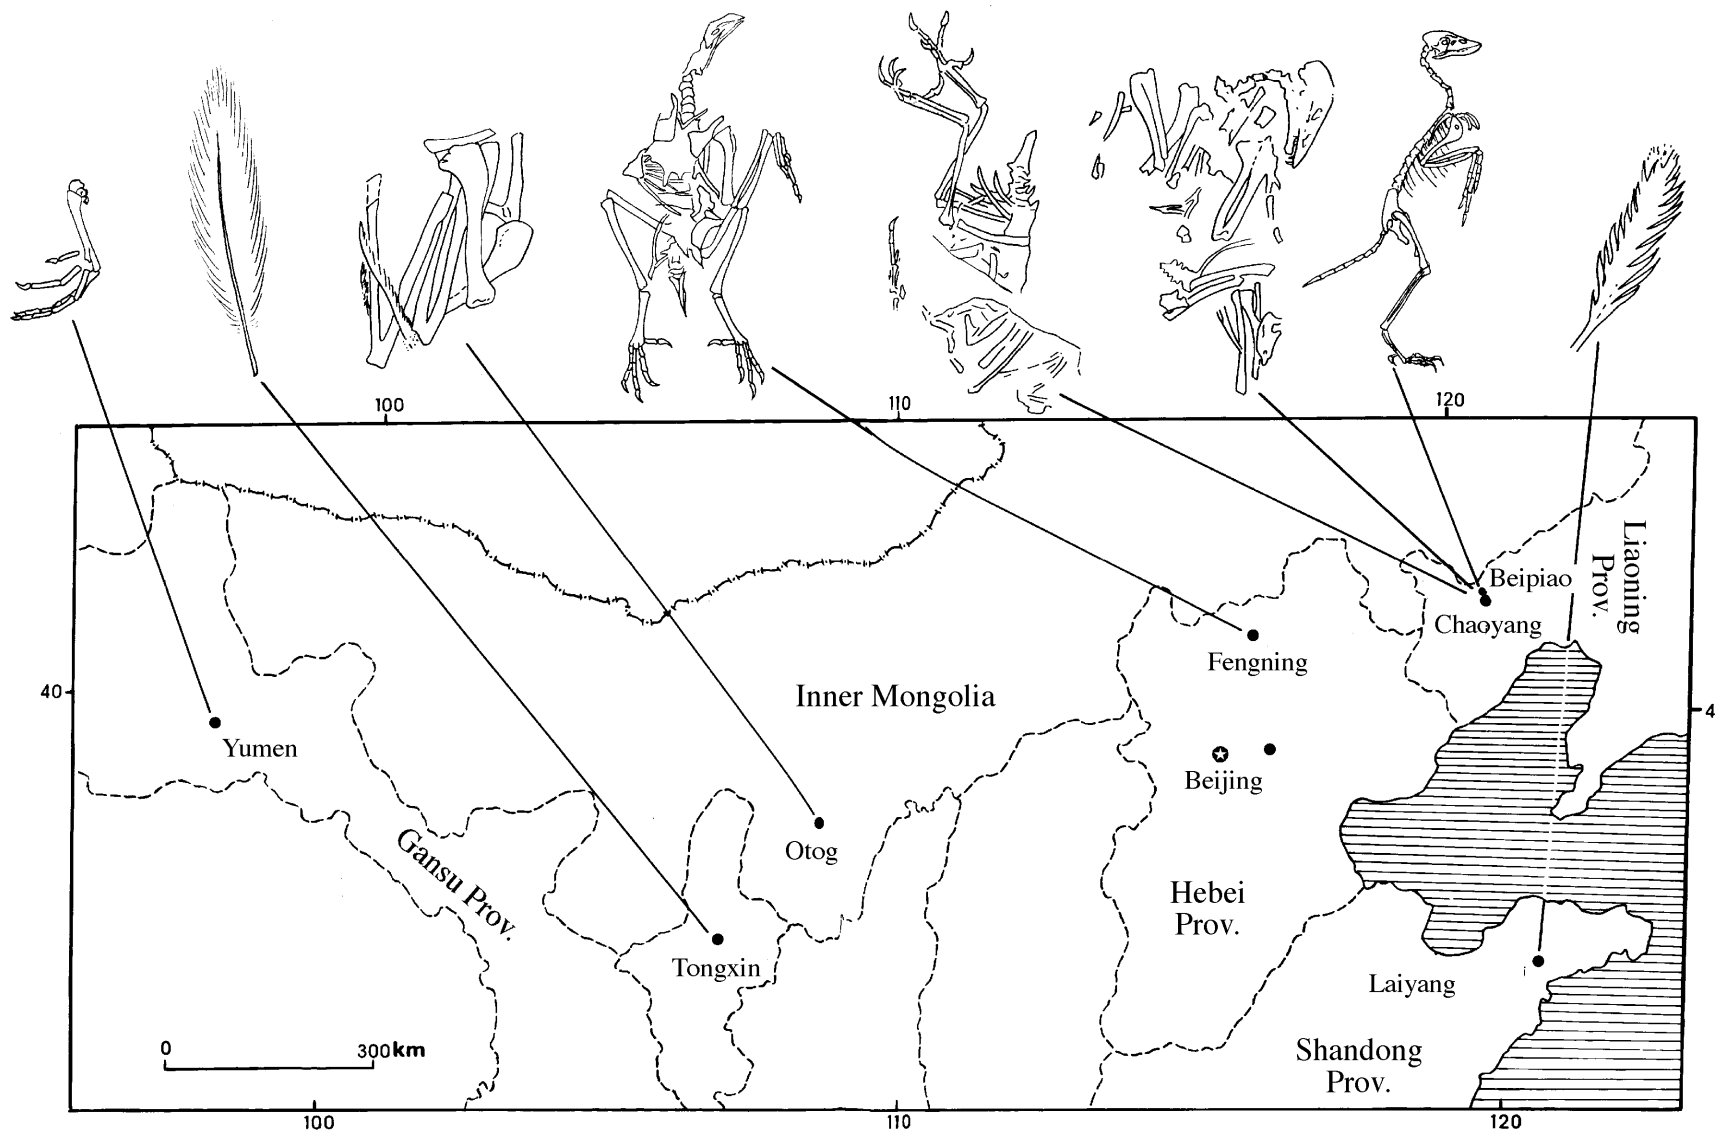 100
110
120
Liaoning
Prov.
Beipiao
Chaoyang
Fengning
40
Inner Mongolia
4
Yumen
Beijing
Otog
Gansu Prov.
Hebei
Prov.
Tongxin
Laiyang
0
300km
Shandong
Prov.
100
110
120